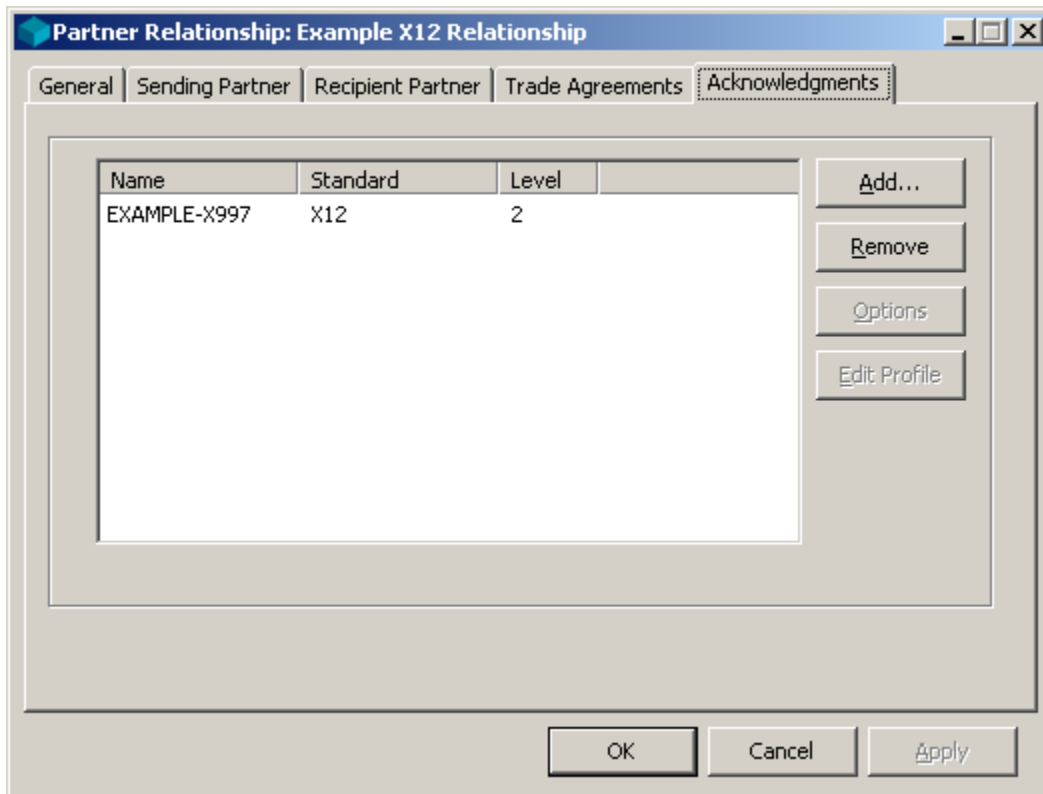 Partner Relationship: Example X12 Relationship
General Sending Partner Recipient Partner Trade Agreements Acknowledgments
Name Standard Level
EXAMPLE-X997 X12 2
Add...
Remove
Options
Edit Profile
OK Cancel Apply